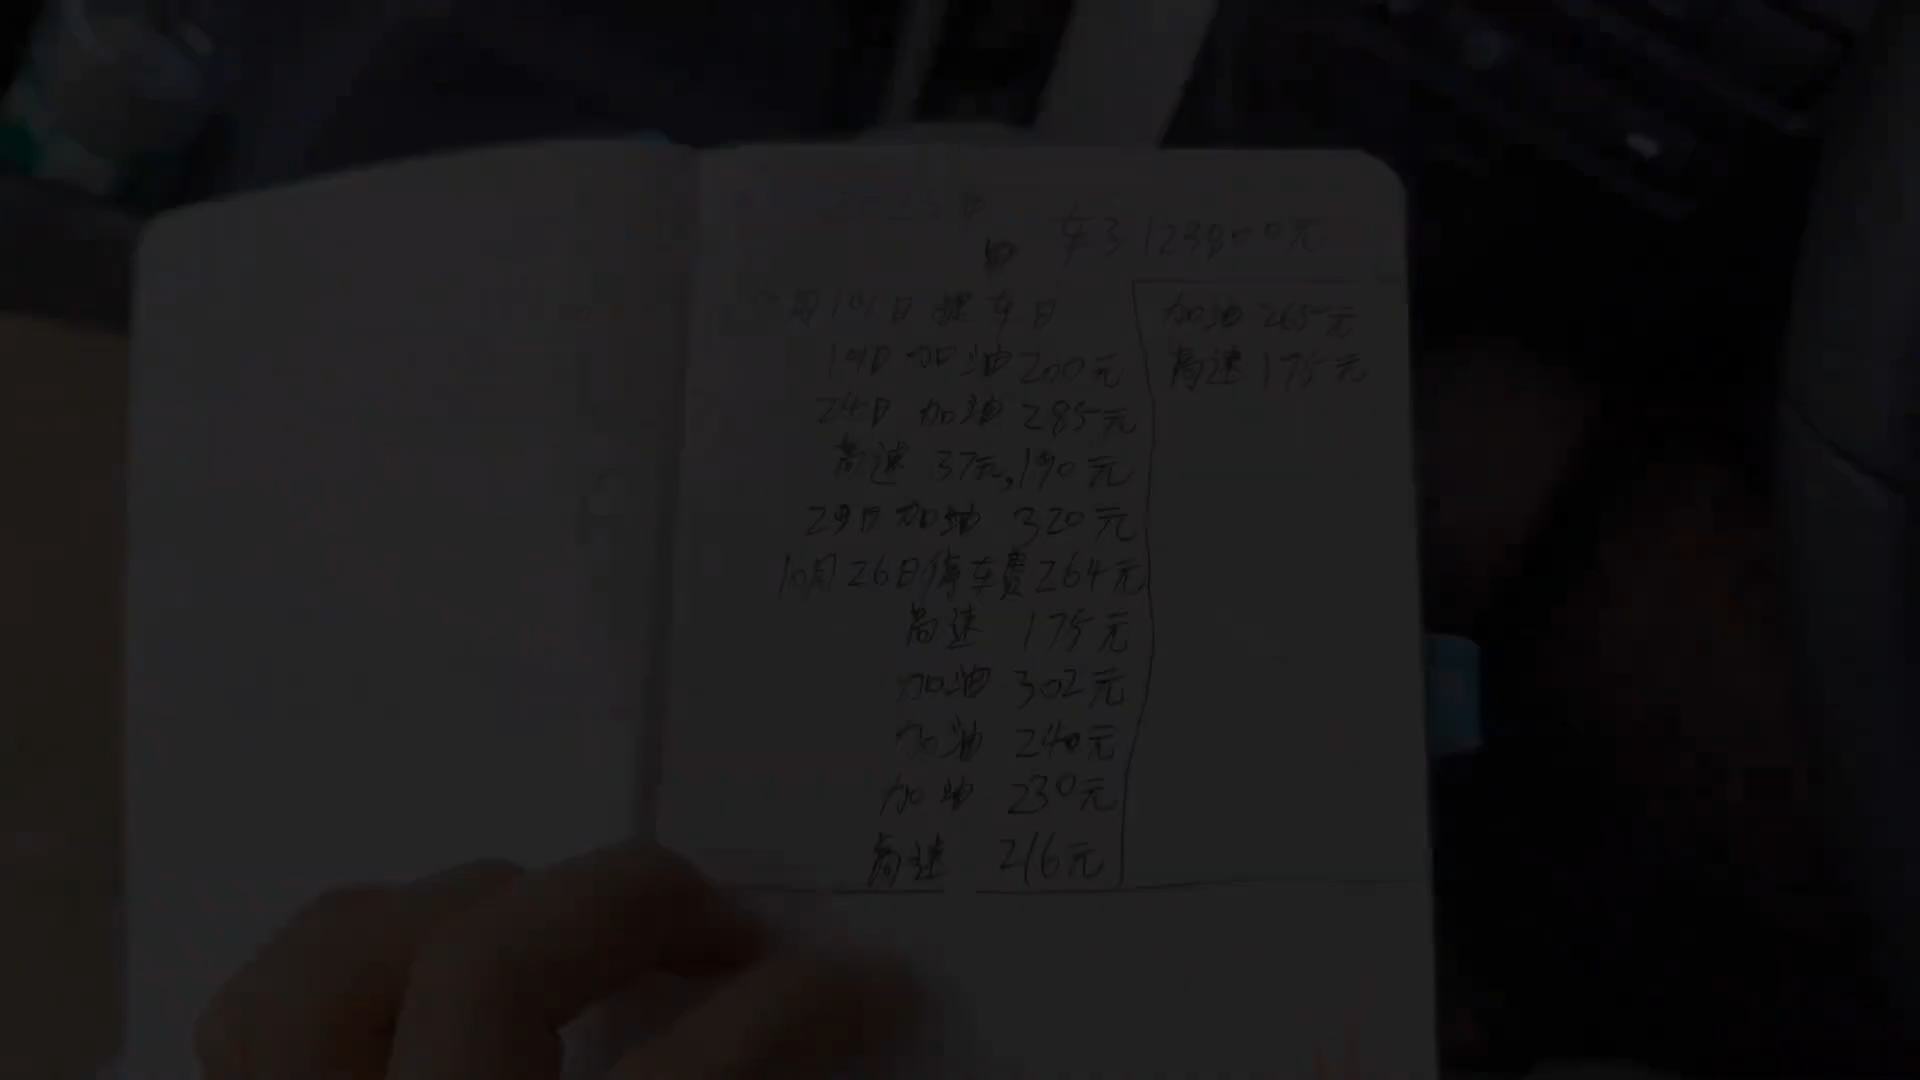 车子 123800元
月19日 提车日
19日 加油 200元
24日 加油 285元
高速 37元,190元
29日 加油 320元
10月26日停车费264元
高速 175元
加油 302元
加油 240元
加油 230元
高速 216元
加油 265元
高速 175元